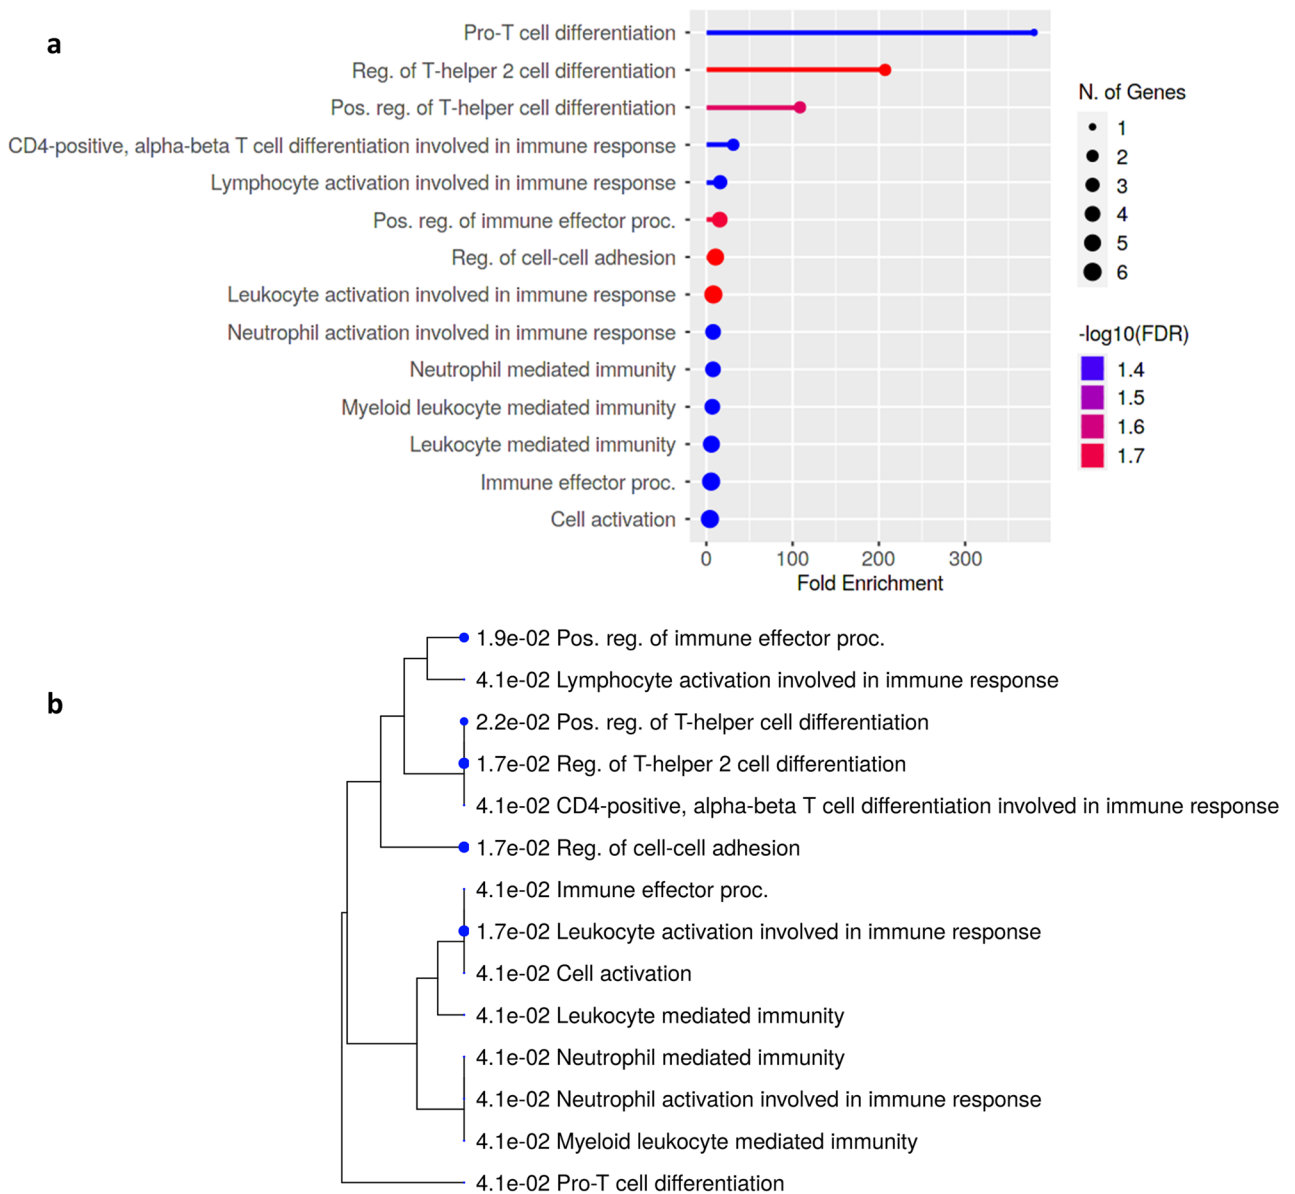 a
Pro-T cell differentiation
Reg. of T-helper 2 cell differentiation
Pos. reg. of T-helper cell differentiation
CD4-positive, alpha-beta T cell differentiation involved in immune response
Lymphocyte activation involved in immune response
Pos. reg. of immune effector proc.
Reg. of cell-cell adhesion
Leukocyte activation involved in immune response
Neutrophil activation involved in immune response
Neutrophil mediated immunity
Myeloid leukocyte mediated immunity
Leukocyte mediated immunity
Immune effector proc.
Cell activation
0 100 200 300
Fold Enrichment
N. of Genes
1
2
3
4
5
6
-log10(FDR)
1.4
1.5
1.6
1.7
b
1.9e-02 Pos. reg. of immune effector proc.
4.1e-02 Lymphocyte activation involved in immune response
2.2e-02 Pos. reg. of T-helper cell differentiation
1.7e-02 Reg. of T-helper 2 cell differentiation
4.1e-02 CD4-positive, alpha-beta T cell differentiation involved in immune response
1.7e-02 Reg. of cell-cell adhesion
4.1e-02 Immune effector proc.
1.7e-02 Leukocyte activation involved in immune response
4.1e-02 Cell activation
4.1e-02 Leukocyte mediated immunity
4.1e-02 Neutrophil mediated immunity
4.1e-02 Neutrophil activation involved in immune response
4.1e-02 Myeloid leukocyte mediated immunity
4.1e-02 Pro-T cell differentiation